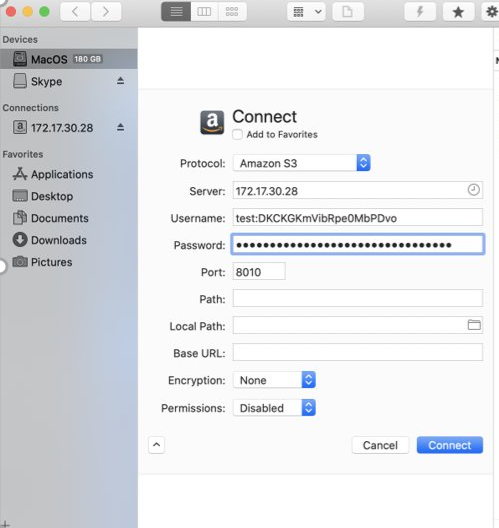 Devices
MacOS 180 GB
Skype
Connections
172.17.30.28
Favorites
Applications
Desktop
Documents
Downloads
Pictures
Connect
Add to Favorites
Protocol: Amazon S3
Server: 172.17.30.28
Username: test:DKCKGKmVibRpe0MbPDvo
Password: ••••••••••••••••••••••••••••••••
Port: 8010
Path:
Local Path:
Base URL:
Encryption: None
Permissions: Disabled
Cancel
Connect